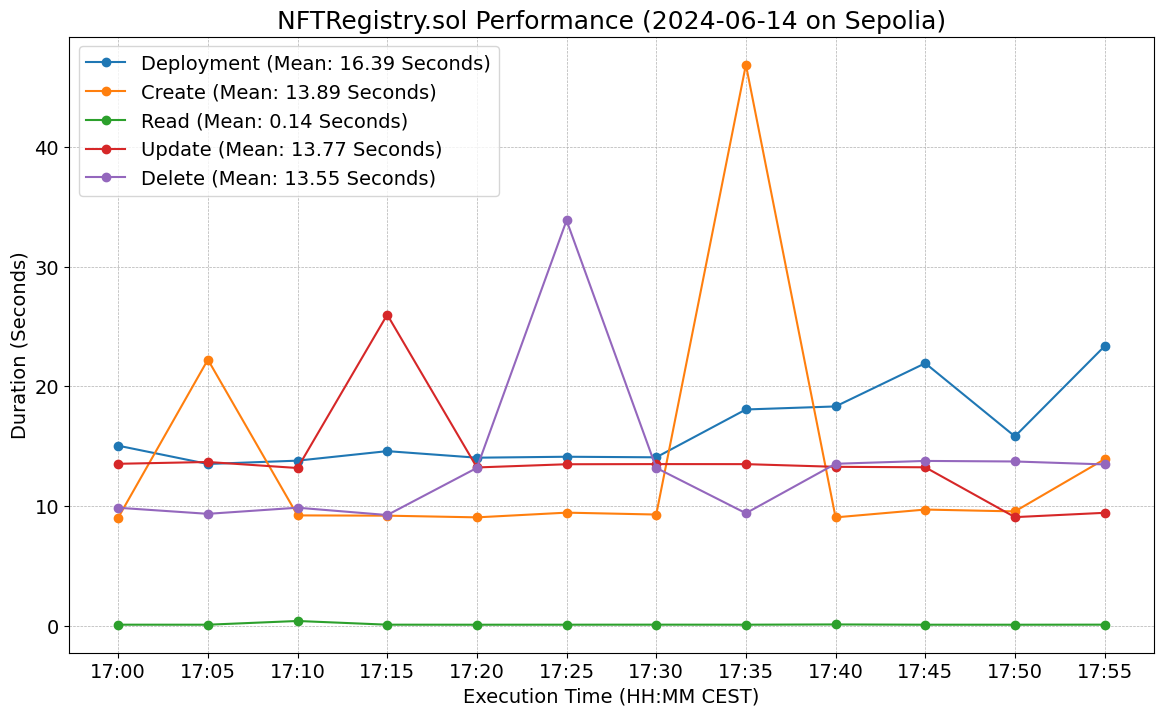 NFTRegistry.sol Performance (2024-06-14 on Sepolia)
Deployment (Mean: 16.39 Seconds)
Create (Mean: 13.89 Seconds)
Read (Mean: 0.14 Seconds)
Update (Mean: 13.77 Seconds)
Delete (Mean: 13.55 Seconds)
Duration (Seconds)
40
30
20
10
0
17:00 17:05 17:10 17:15 17:20 17:25 17:30 17:35 17:40 17:45 17:50 17:55
Execution Time (HH:MM CEST)